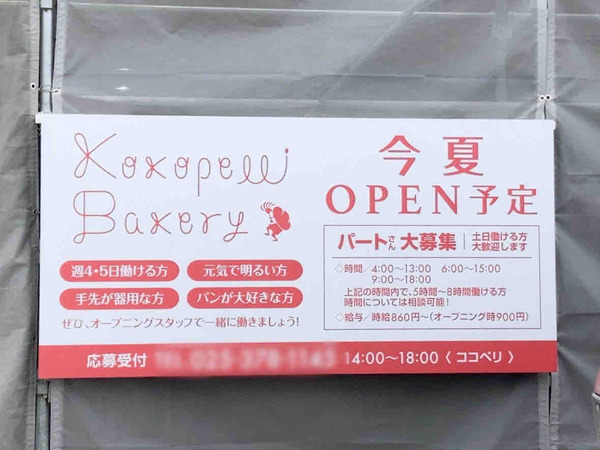 Kokopelli
Bakery
週4・5日働ける方
元気で明るい方
手先が器用な方
パンが大好きな方
ぜひ、オープニングスタッフで一緒に働きましょう!
今夏
OPEN予定
パートさん大募集
土日働ける方
大歓迎します
◇時間/4:00〜13:00 6:00〜15:00
9:00〜18:00
上記の時間内で、5時間〜8時間働ける方
時間については相談可能!
◇給与/時給860円〜(オープニング時900円)
応募受付 14:00〜18:00〈 ココペリ 〉